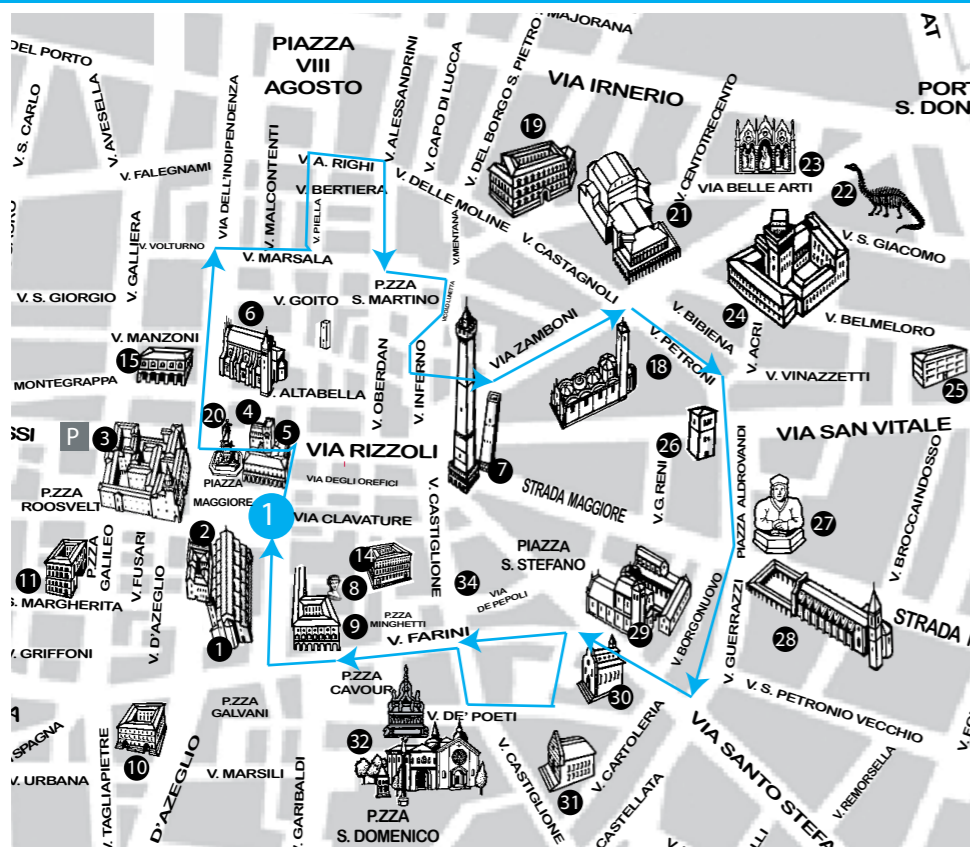 DEL PORTO
V. S. CARLO
V. AVESELLA
V. FALEGNAMI
VIA DELL'INDIPENDENZA
PIAZZA
VIII
AGOSTO
V. MALCONTENTI
V. A. RIGHI
V. BERTIERA
V. PIELLA
V. ALESSANDRINI
V. CAPO DI LUCCA
V. DEL BORGO S. PIETRO
MAJORANA
VIA IRNERIO
V. CENTOTRECENTO
AT
PORT
S. DON
19
21
23
VIA BELLE ARTI
22
V. S. GIACOMO
V. DELLE MOLINE
V. MENTANA
V. CASTAGNOLI
V. GALLIERA
V. VOLTURNO
V. MARSALA
P.ZZA
S. MARTINO
VICOLO LUNETTA
V. S. GIORGIO
V. GOITO
6
V. MANZONI
15
MONTEGRAPPA
V. ALTABELLA
V. OBERDAN
V. INFERNO
VIA ZAMBONI
18
V. PETRONI
V. BIBIENA
V. ACRI
24
V. BELMELORO
V. VINAZZETTI
25
SSI
P
3
20
4
5
VIA RIZZOLI
7
26
VIA SAN VITALE
P.ZZA
ROOSVELT
PIAZZA
MAGGIORE
VIA DEGLI OREFICI
1
VIA CLAVATURE
V. CASTIGLIONE
STRADA MAGGIORE
V.G. RENI
PIAZZA ALDROVANDI
27
V. BROCCAINDOSSO
2
P.ZZA
GALILEO
11
S. MARGHERITA
V. FUSARI
V. D'AZEGLIO
14
8
34
PIAZZA
S. STEFANO
VIA
DE PEPOLI
29
V. BORGONUOVO
V. GUERRAZZI
28
STRADA
V. GRIFFONI
1
9
P.ZZA
MINGHETTI
V. FARINI
30
P.ZZA
CAVOUR
P.ZZA
GALVANI
V. S. PETRONIO VECCHIO
SPAGNA
V. URBANA
V. TAGLIAPIETRE
10
D'AZEGLIO
V. MARSILI
V. GARIBALDI
32
V. DE' POETI
V. CASTIGLIONE
31
V. CARTOLERIA
CASTELLATA
VIA SANTO STEFA
V. REMORSELLA
P.ZZA
S. DOMENICO